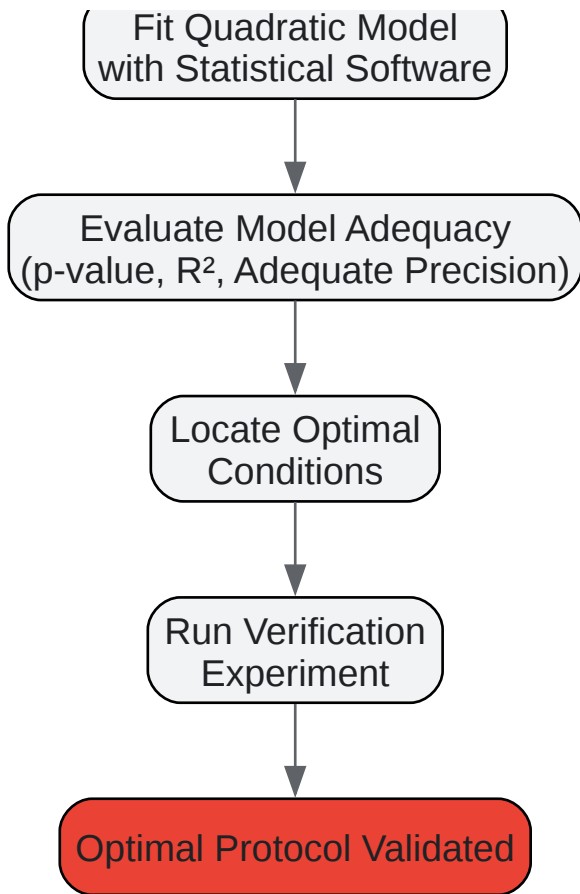 Fit Quadratic Model
with Statistical Software
Evaluate Model Adequacy
(p-value, R², Adequate Precision)
Locate Optimal
Conditions
Run Verification
Experiment
Optimal Protocol Validated